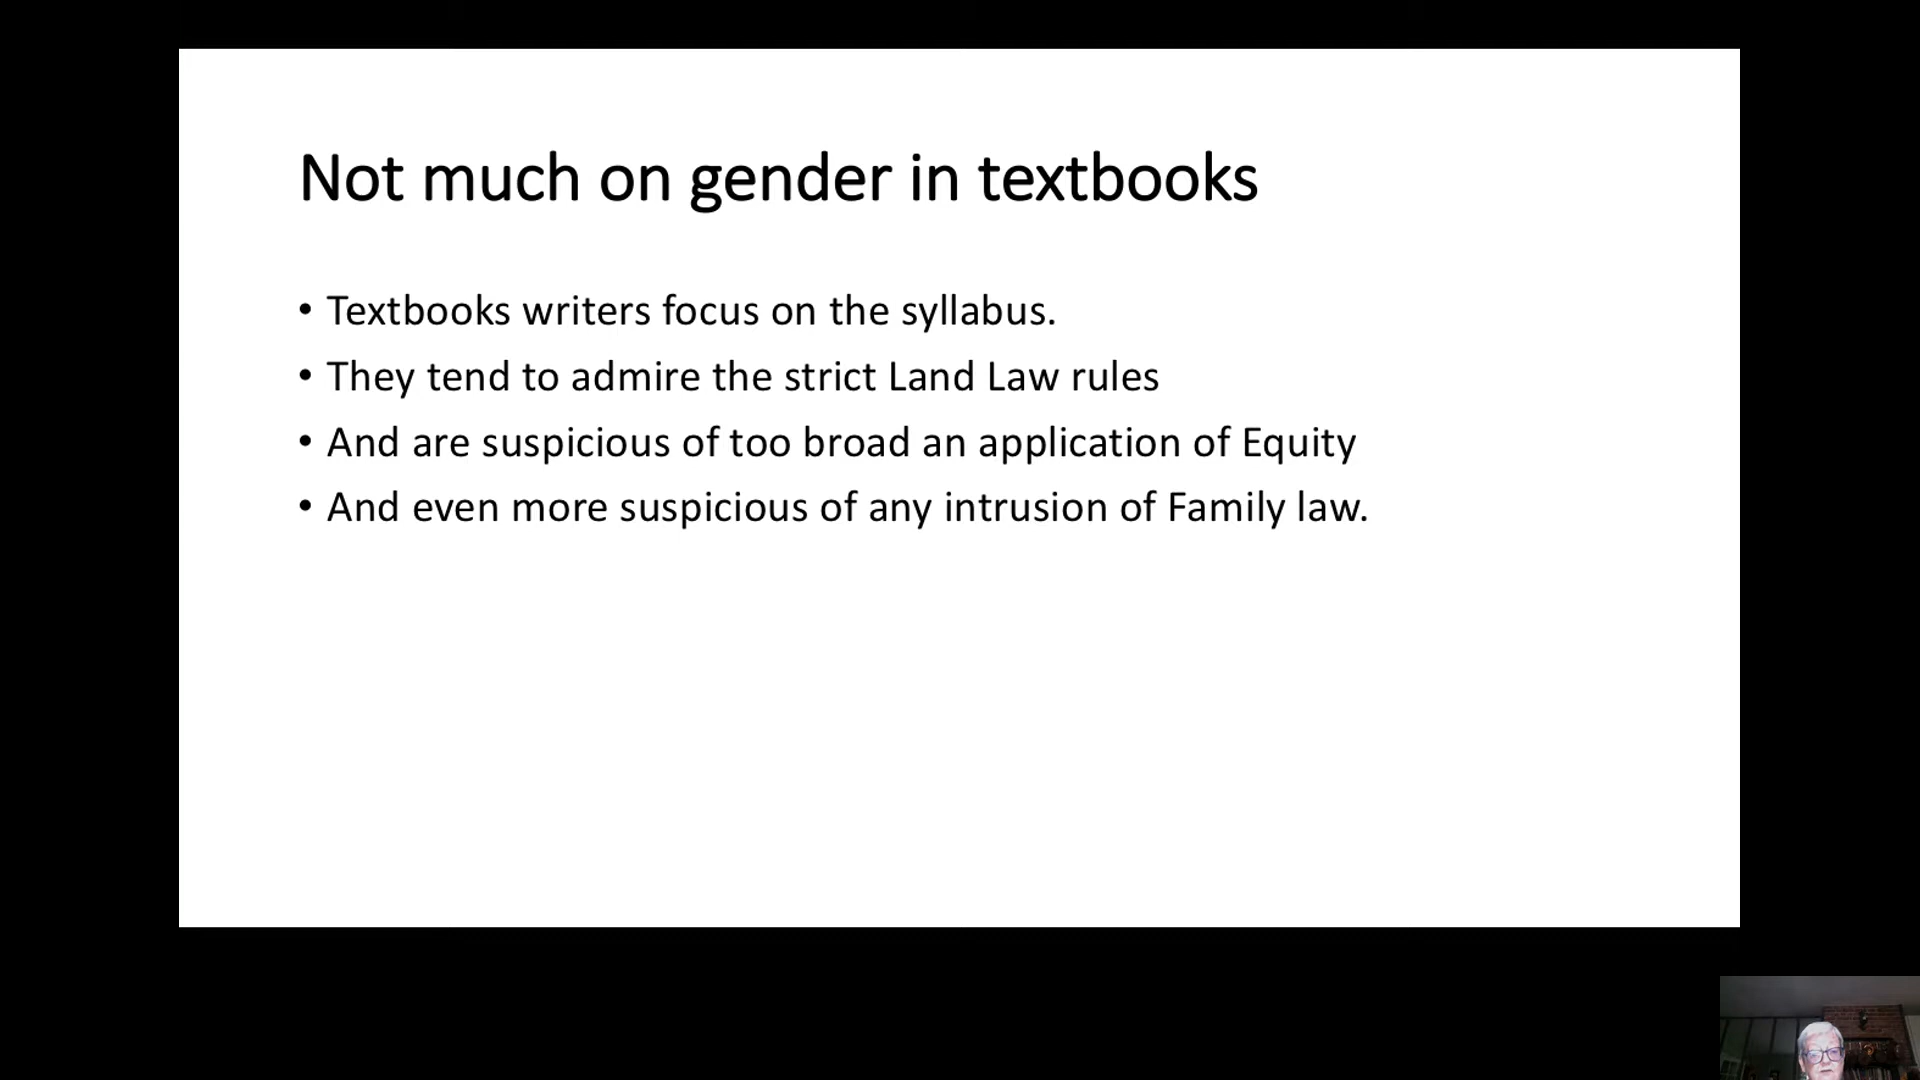 Not much on gender in textbooks
• Textbooks writers focus on the syllabus.
• They tend to admire the strict Land Law rules
• And are suspicious of too broad an application of Equity
• And even more suspicious of any intrusion of Family law.